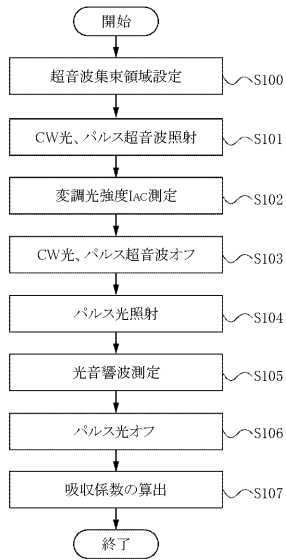 開始
超音波集束領域設定 S100
CW光、パルス超音波照射 S101
変調光強度IAC測定 S102
CW光、パルス超音波オフ S103
パルス光照射 S104
光音響波測定 S105
パルス光オフ S106
吸収係数の算出 S107
終了